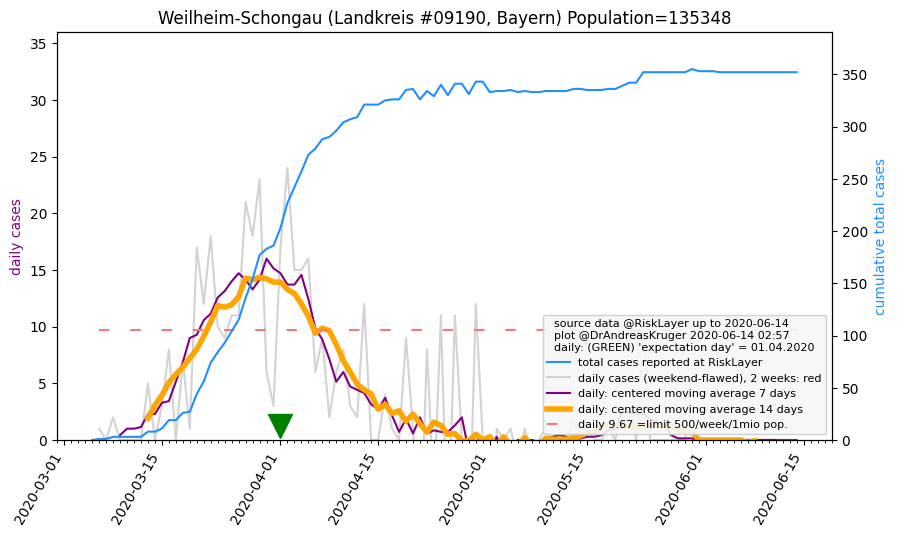 Weilheim-Schongau (Landkreis #09190, Bayern) Population=135348
35
30
25
20
15
10
5
0
daily cases
350
300
250
200
150
100
50
0
cumulative total cases
source data @RiskLayer up to 2020-06-14
plot @DrAndreasKruger 2020-06-14 02:57
daily: (GREEN) 'expectation day' = 01.04.2020
total cases reported at RiskLayer
daily cases (weekend-flawed), 2 weeks: red
daily: centered moving average 7 days
daily: centered moving average 14 days
daily 9.67 =limit 500/week/1mio pop.
2020-03-01
2020-03-15
2020-04-01
2020-04-15
2020-05-01
2020-05-15
2020-06-01
2020-06-15